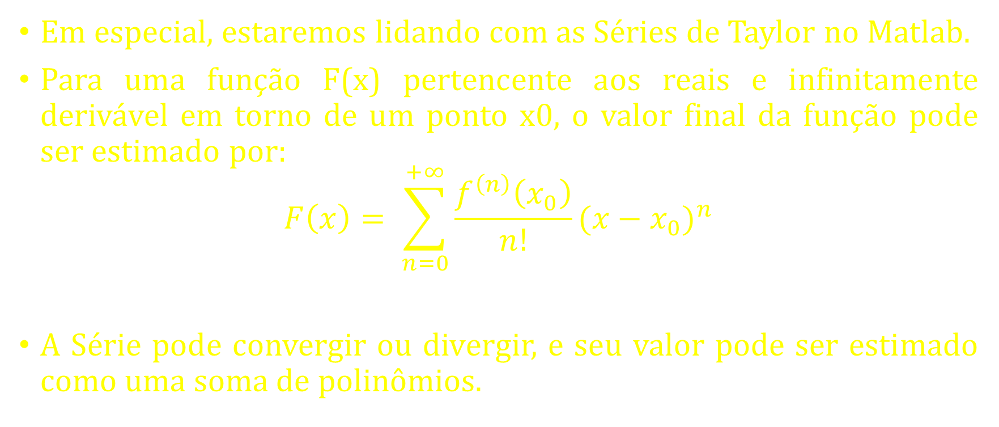 • Em especial, estaremos lidando com as Séries de Taylor no Matlab.
• Para uma função F(x) pertencente aos reais e infinitamente
derivável em torno de um ponto x0, o valor final da função pode
ser estimado por:
F(x) = ∑_{n=0}^{+∞} \frac{f^{(n)}(x_0)}{n!} (x − x_0)^n
• A Série pode convergir ou divergir, e seu valor pode ser estimado
como uma soma de polinômios.